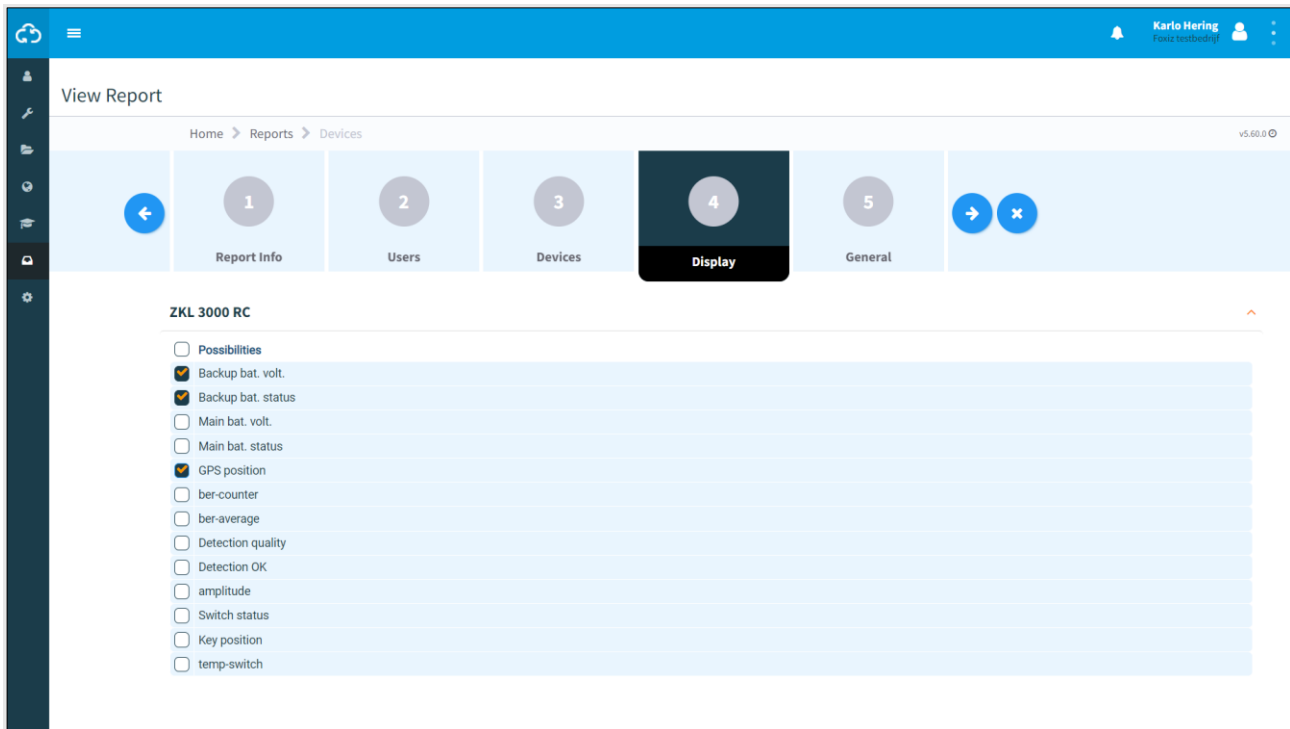 Karlo Hering
Foxiz testbedrijf
View Report
Home Reports Devices
v5.60.0
1 2 3 4 5
Report Info Users Devices Display General
ZKL 3000 RC
Possibilities
Backup bat. volt.
Backup bat. status
Main bat. volt.
Main bat. status
GPS position
ber-counter
ber-average
Detection quality
Detection OK
amplitude
Switch status
Key position
temp-switch